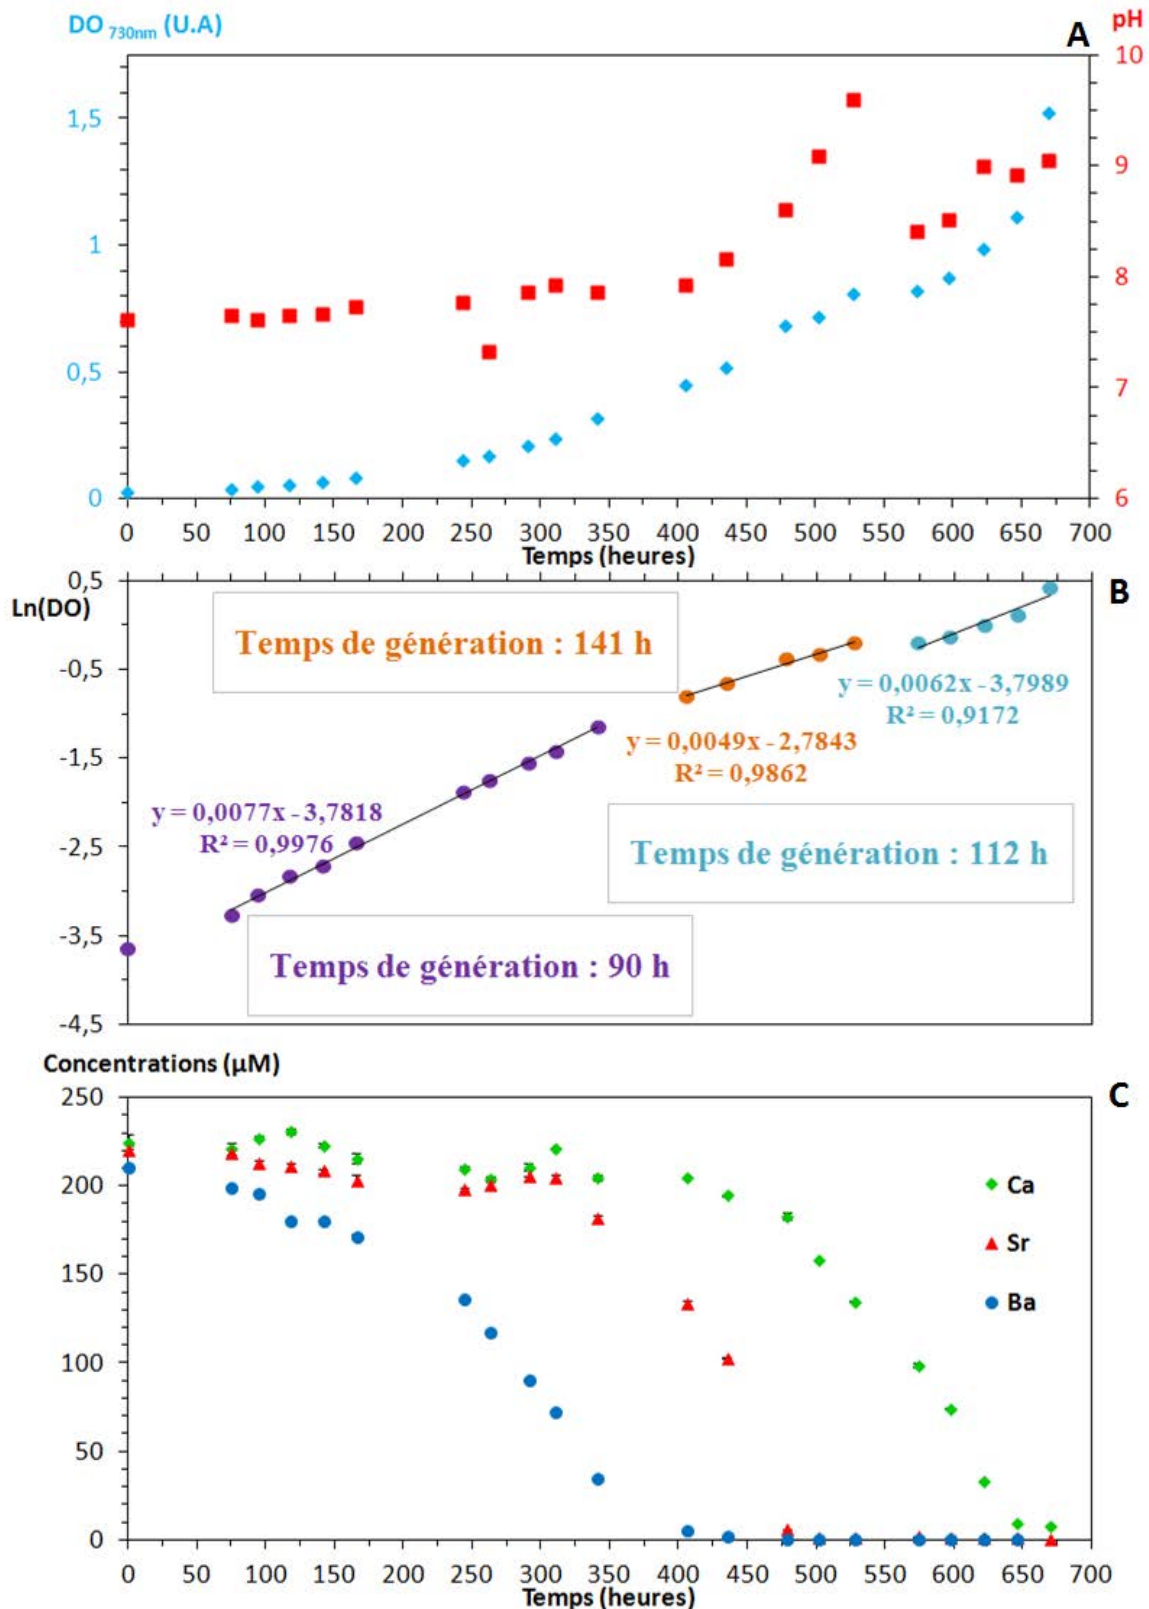 DO 730nm (U.A)
pH
A
10
1,5
9
1
8
0,5
7
0
6
0 50 100 150 200 250 300 350 400 450 500 550 600 650 700
Temps (heures)
0,5
B
Ln(DO)
Temps de génération : 141 h
-0,5
y = 0,0062x - 3,7989
R² = 0,9172
y = 0,0049x - 2,7843
-1,5
R² = 0,9862
y = 0,0077x - 3,7818
R² = 0,9976
-2,5
Temps de génération : 112 h
-3,5
Temps de génération : 90 h
-4,5
Concentrations (µM)
C
250
200
Ca
Sr
150
Ba
100
50
0
0 50 100 150 200 250 300 350 400 450 500 550 600 650 700
Temps (heures)